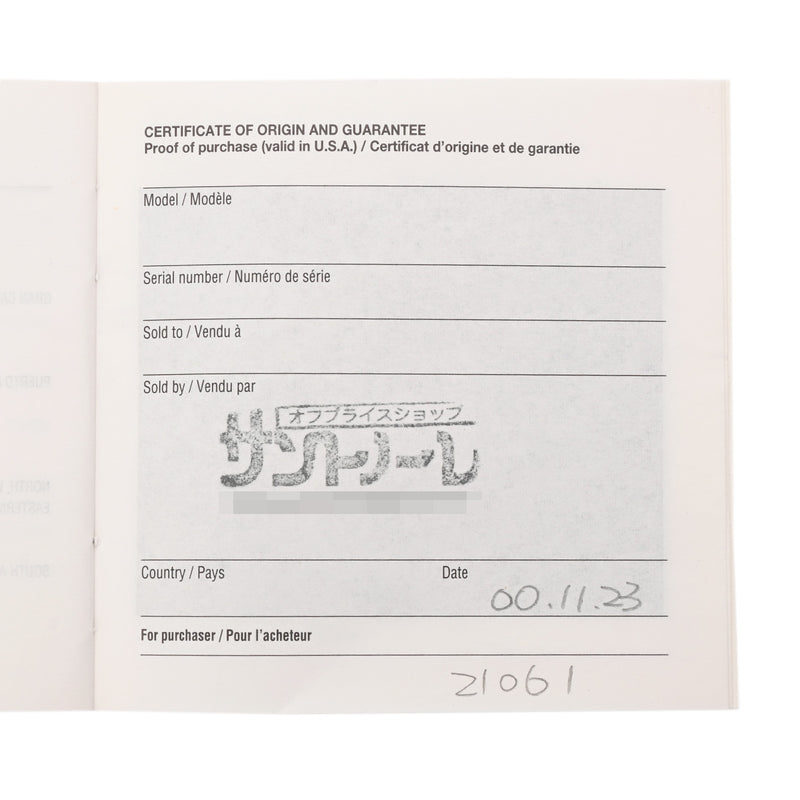 CERTIFICATE OF ORIGIN AND GUARANTEE
Proof of purchase (valid in U.S.A.) / Certificat d'origine et de garantie
Model / Modèle
Serial number / Numéro de série
Sold to / Vendu à
Sold by / Vendu par
オフプライスショップ
サントノーレ
Country / Pays Date
00.11.23
For purchaser / Pour l'acheteur
21061